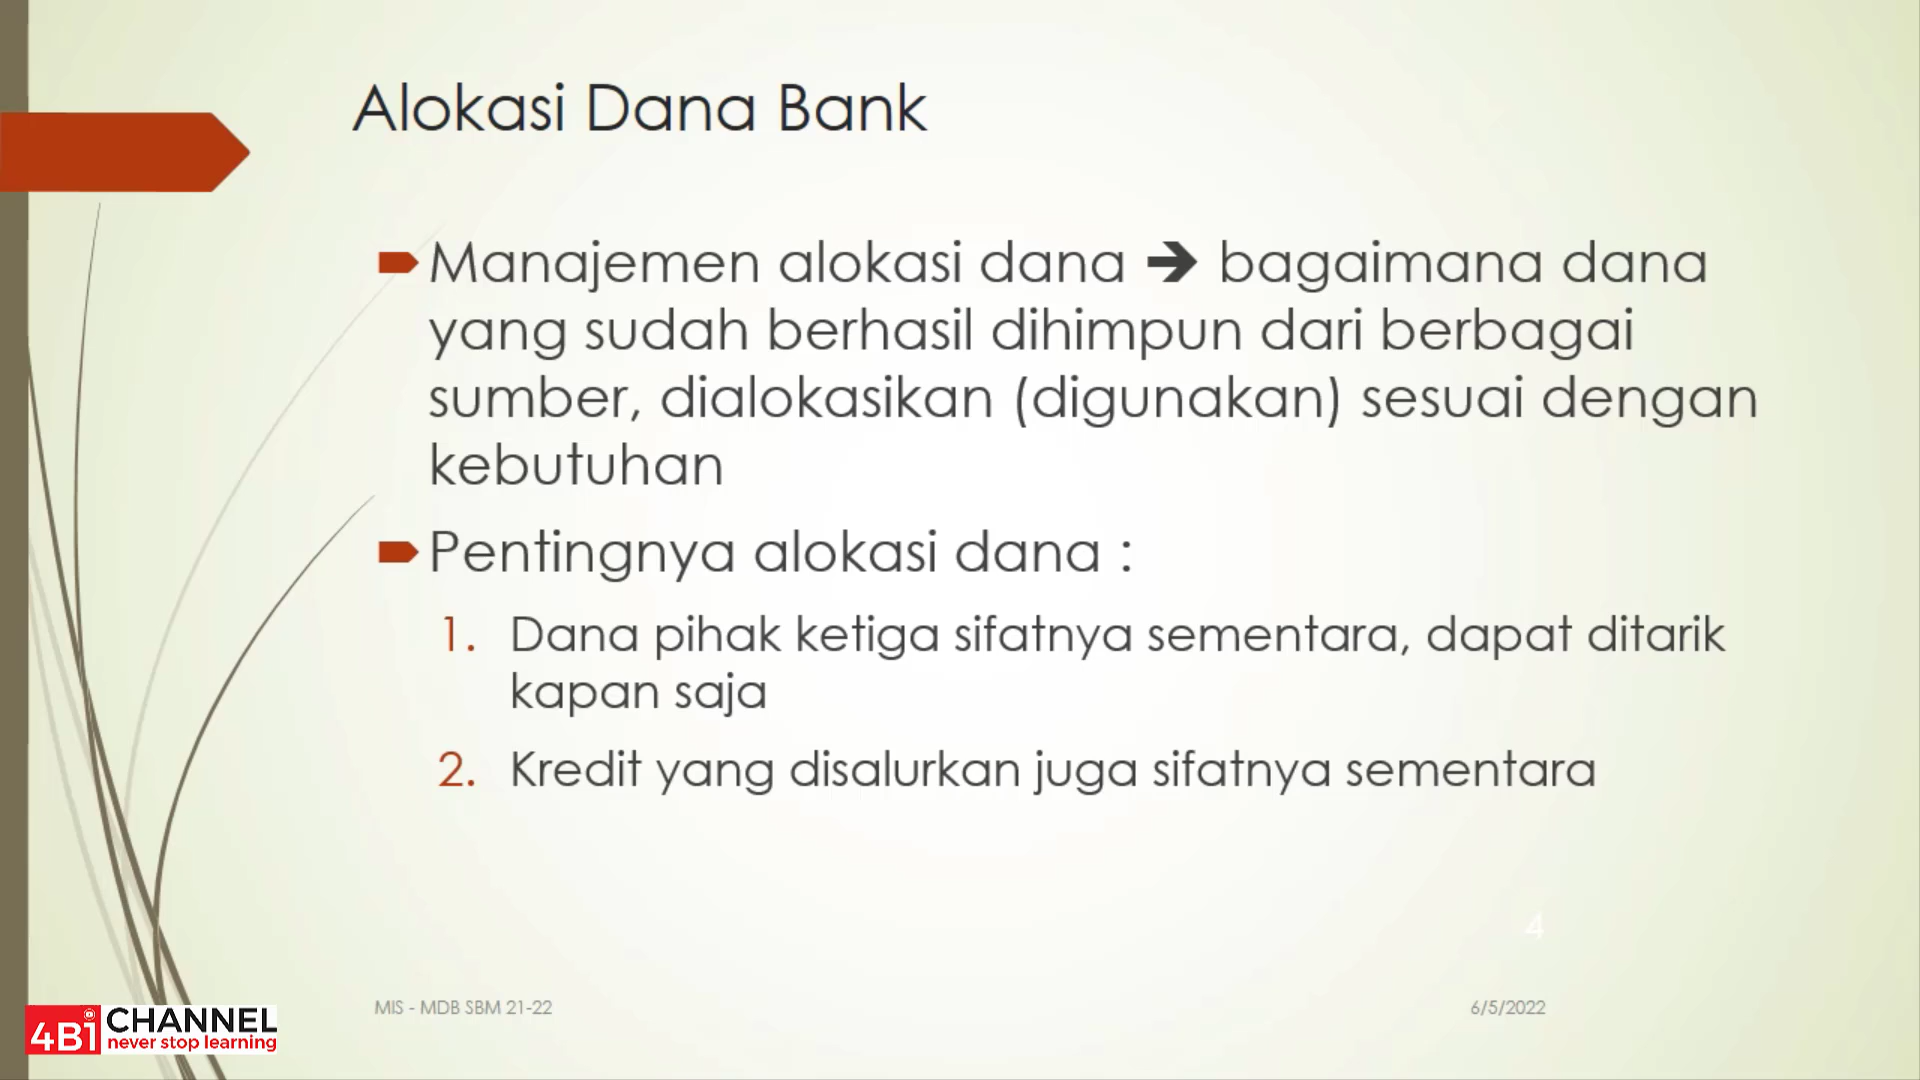 Alokasi Dana Bank
Manajemen alokasi dana ➔ bagaimana dana
yang sudah berhasil dihimpun dari berbagai
sumber, dialokasikan (digunakan) sesuai dengan
kebutuhan
Pentingnya alokasi dana :
1. Dana pihak ketiga sifatnya sementara, dapat ditarik
kapan saja
2. Kredit yang disalurkan juga sifatnya sementara
4
MIS - MDB SBM 21-22
6/5/2022
4Bi CHANNEL
never stop learning